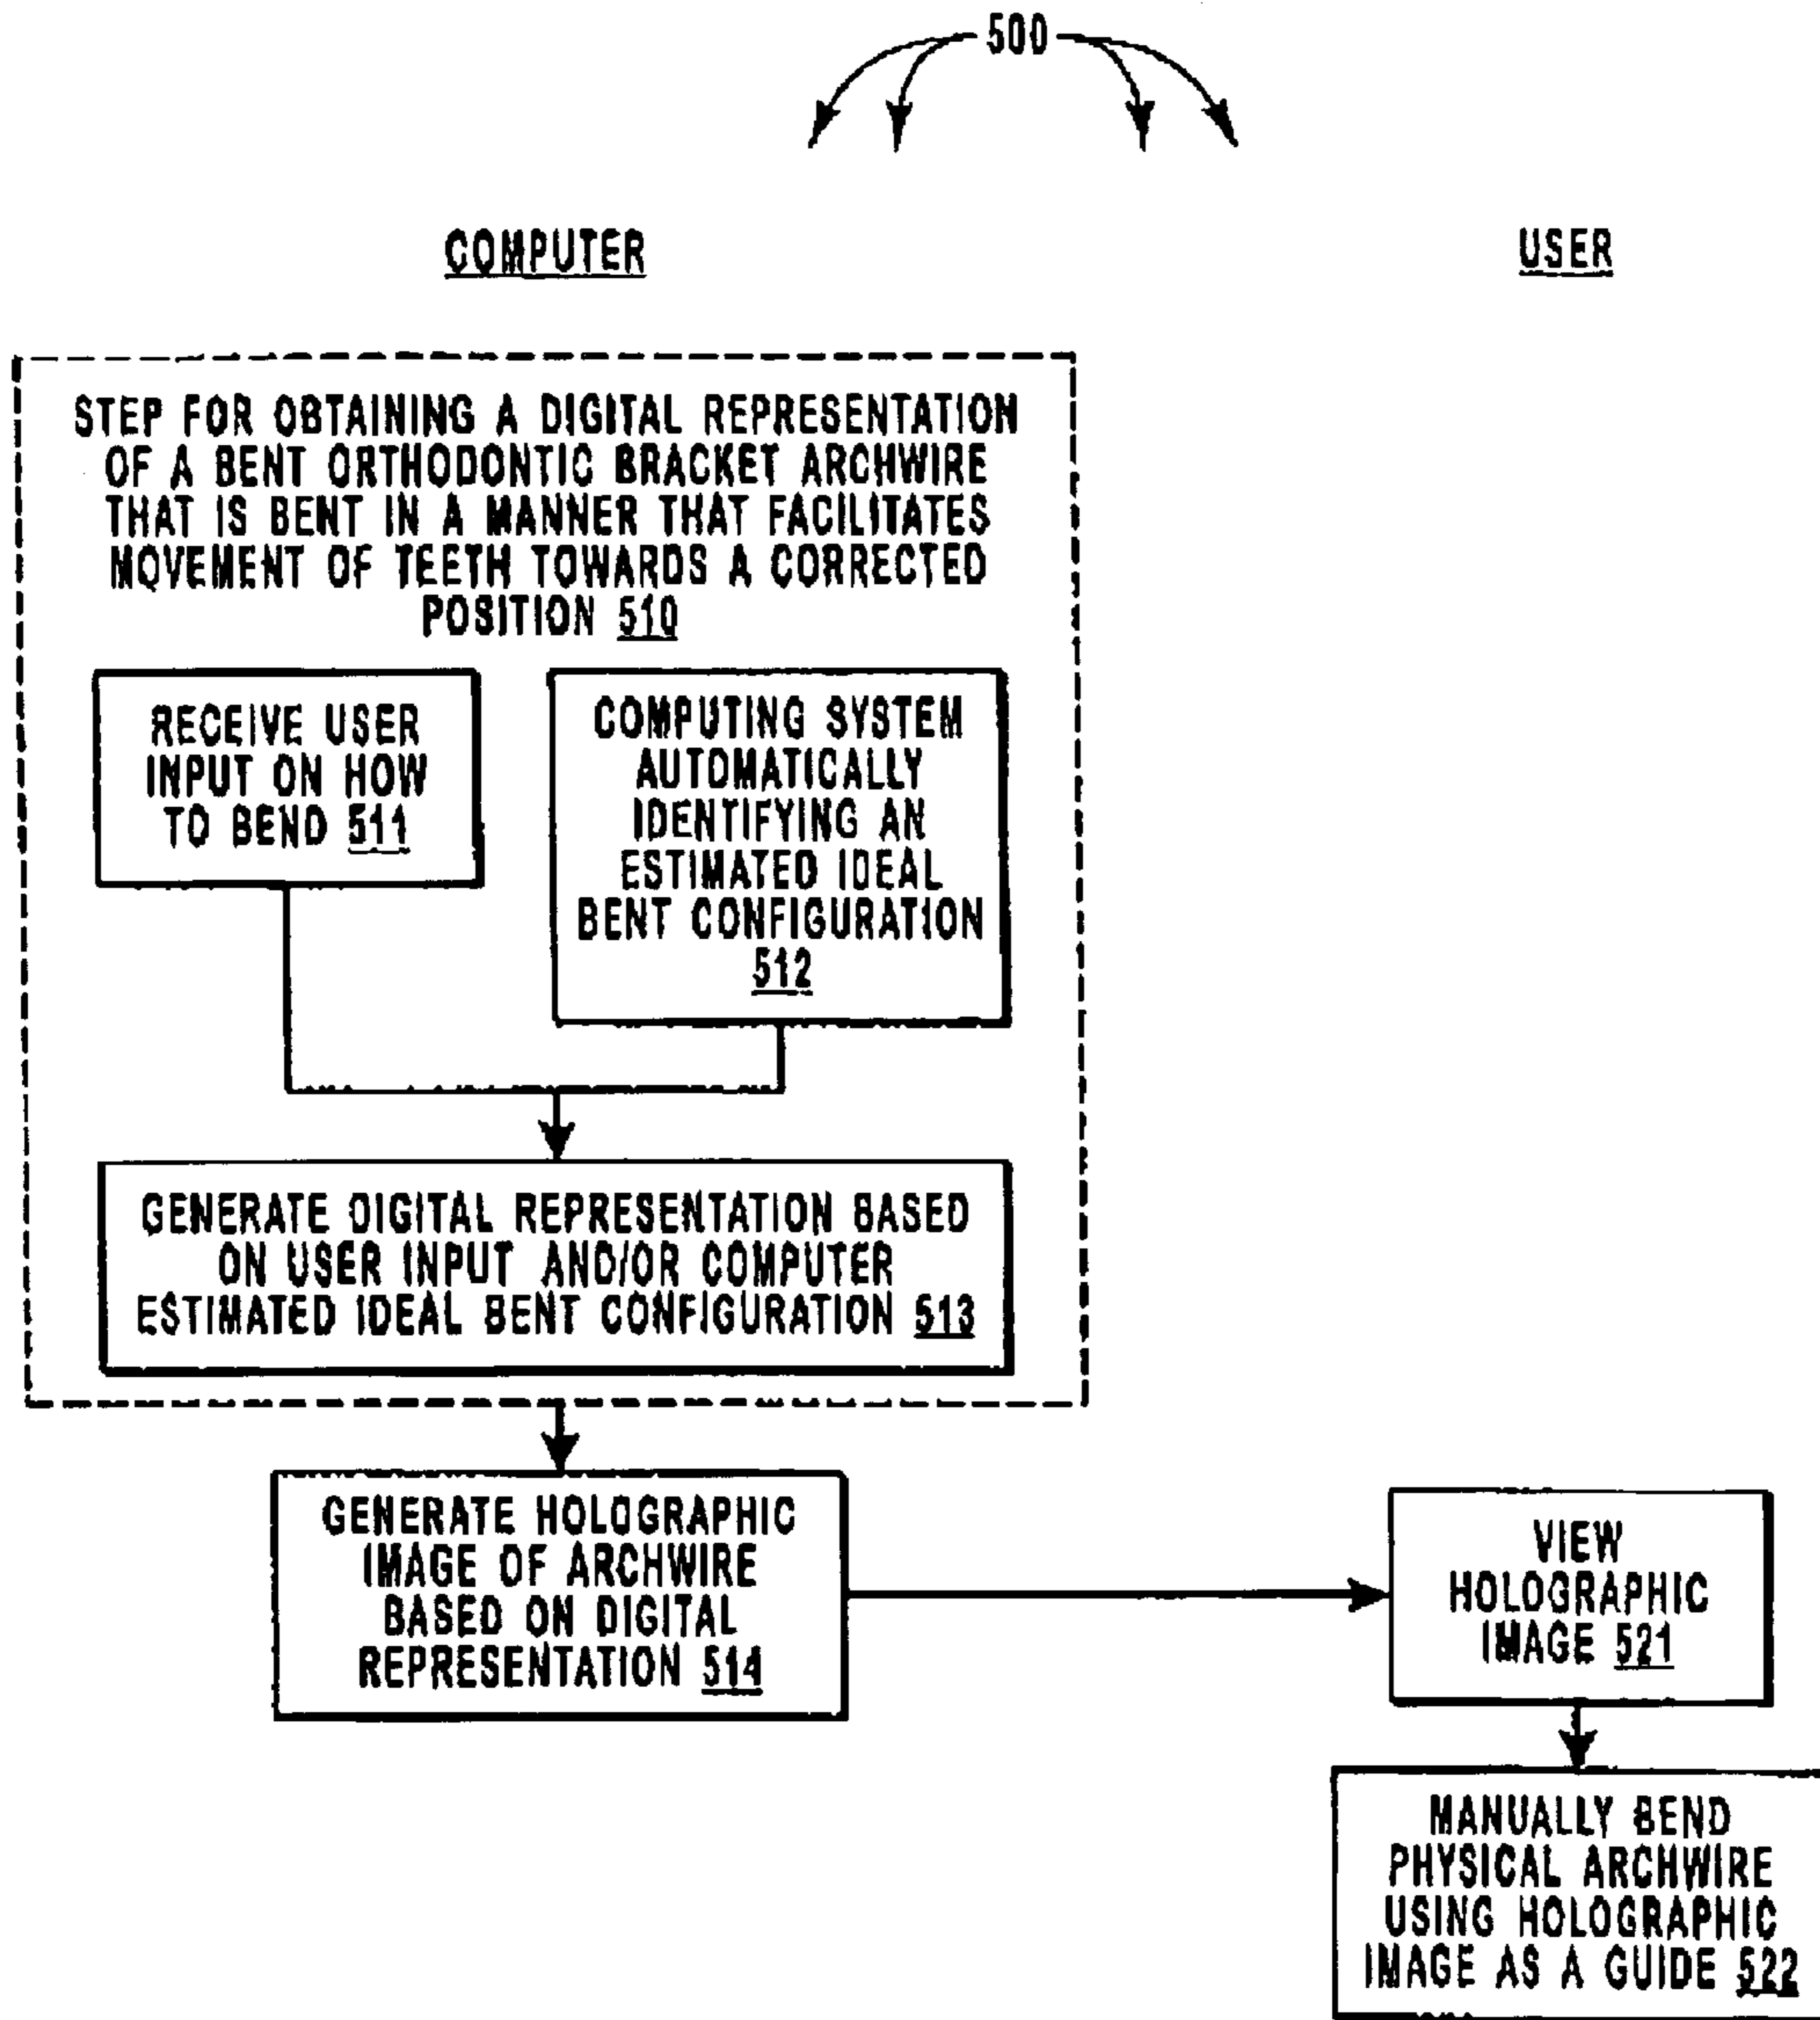 500
COMPUTER
USER
STEP FOR OBTAINING A DIGITAL REPRESENTATION
OF A BENT ORTHODONTIC BRACKET ARCHWIRE
THAT IS BENT IN A MANNER THAT FACILITATES
MOVEMENT OF TEETH TOWARDS A CORRECTED
POSITION 510
RECEIVE USER
INPUT ON HOW
TO BEND 511
COMPUTING SYSTEM
AUTOMATICALLY
IDENTIFYING AN
ESTIMATED IDEAL
BENT CONFIGURATION
512
GENERATE DIGITAL REPRESENTATION BASED
ON USER INPUT AND/OR COMPUTER
ESTIMATED IDEAL BENT CONFIGURATION 513
GENERATE HOLOGRAPHIC
IMAGE OF ARCHWIRE
BASED ON DIGITAL
REPRESENTATION 514
VIEW
HOLOGRAPHIC
IMAGE 521
MANUALLY BEND
PHYSICAL ARCHWIRE
USING HOLOGRAPHIC
IMAGE AS A GUIDE 522